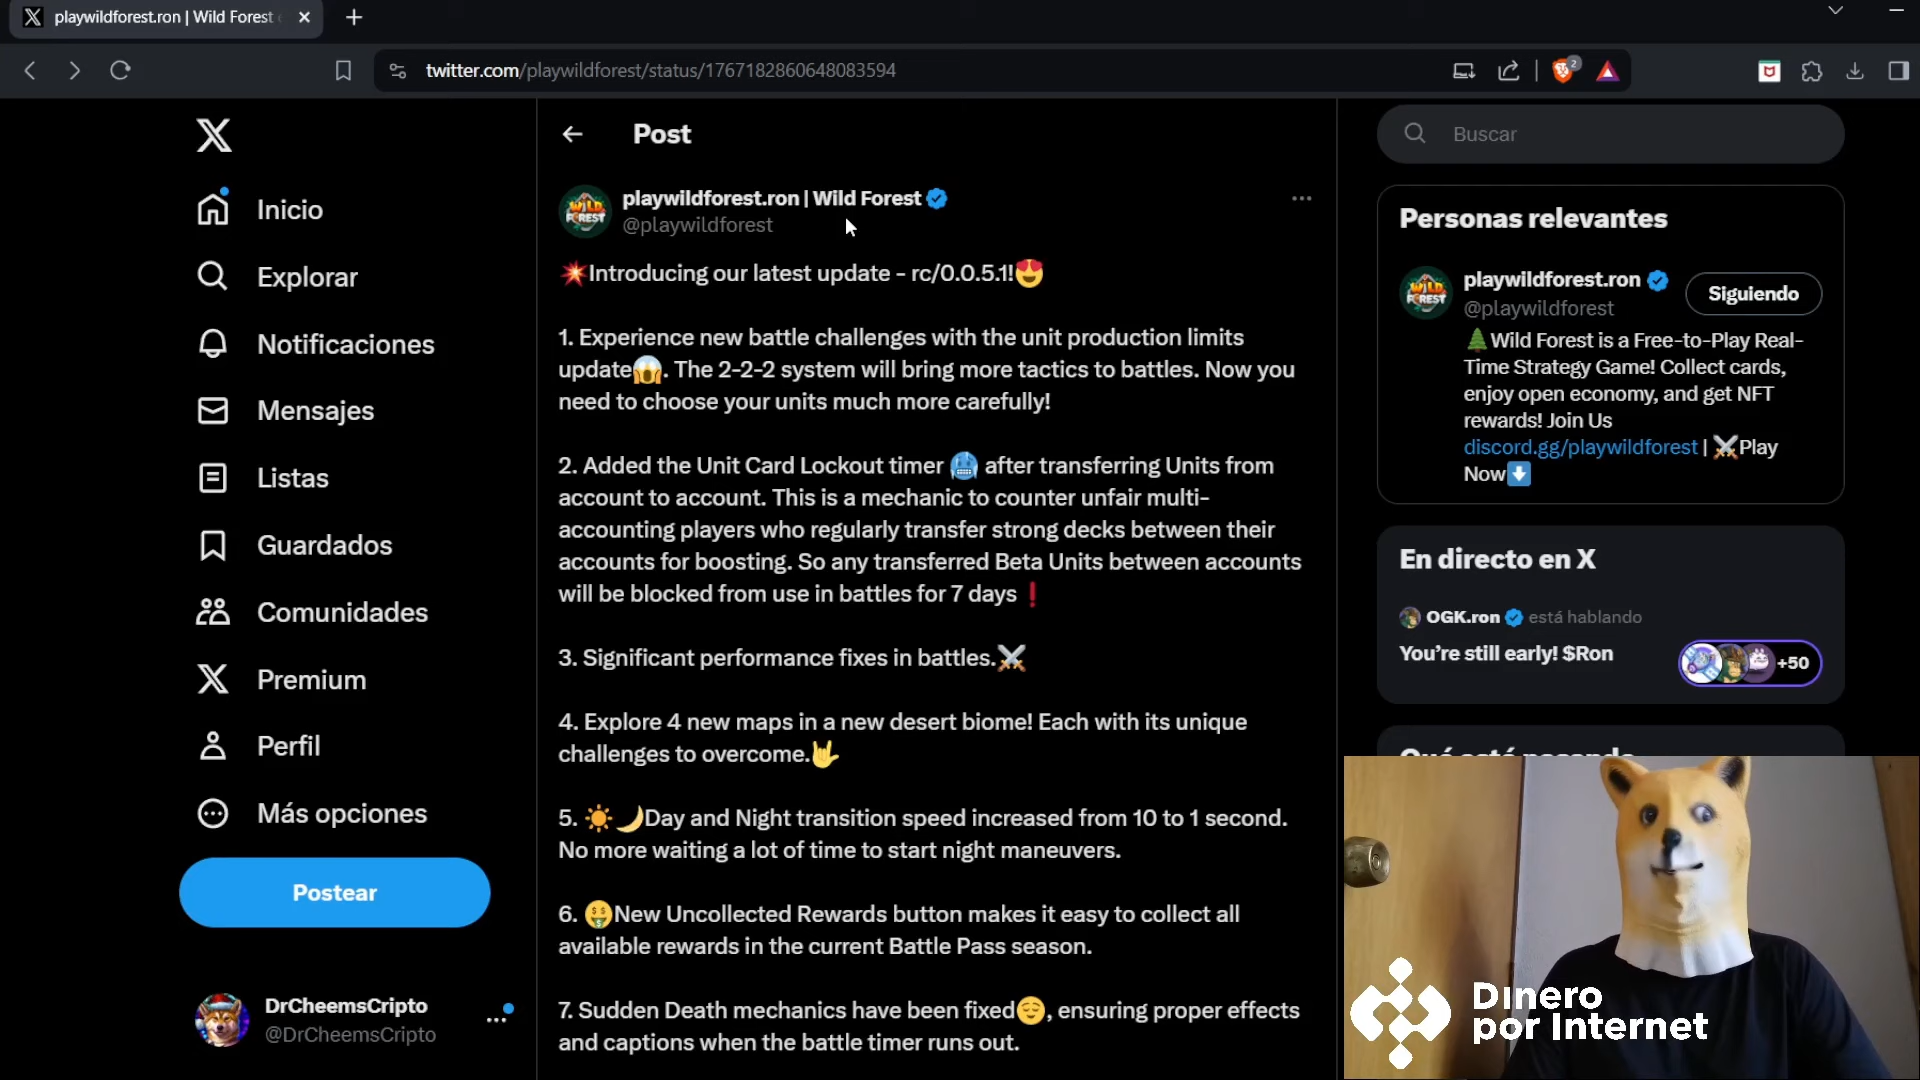 playwildforest.ron | Wild Forest
twitter.com/playwildforest/status/1767182860648083594
2
Post
Buscar
Inicio
Explorar
Notificaciones
Mensajes
Listas
Guardados
Comunidades
Premium
Perfil
Más opciones
Postear
DrCheemsCripto
@DrCheemsCripto
WILD
FOREST
playwildforest.ron | Wild Forest
@playwildforest
💥Introducing our latest update - rc/0.0.5.1!😍
1. Experience new battle challenges with the unit production limits
update😱. The 2-2-2 system will bring more tactics to battles. Now you
need to choose your units much more carefully!
2. Added the Unit Card Lockout timer 🥶 after transferring Units from
account to account. This is a mechanic to counter unfair multi-
accounting players who regularly transfer strong decks between their
accounts for boosting. So any transferred Beta Units between accounts
will be blocked from use in battles for 7 days❗
3. Significant performance fixes in battles.⚔️
4. Explore 4 new maps in a new desert biome! Each with its unique
challenges to overcome.🤟
5. ☀️🌙Day and Night transition speed increased from 10 to 1 second.
No more waiting a lot of time to start night maneuvers.
6. 🤑New Uncollected Rewards button makes it easy to collect all
available rewards in the current Battle Pass season.
7. Sudden Death mechanics have been fixed😌, ensuring proper effects
and captions when the battle timer runs out.
Personas relevantes
WILD
FOREST
playwildforest.ron
@playwildforest
Siguiendo
🌲Wild Forest is a Free-to-Play Real-
Time Strategy Game! Collect cards,
enjoy open economy, and get NFT
rewards! Join Us
discord.gg/playwildforest | ⚔️Play
Now⬇️
En directo en X
OGK.ron está hablando
You're still early! $Ron
+50
Qué está pasando
Dinero
por Internet